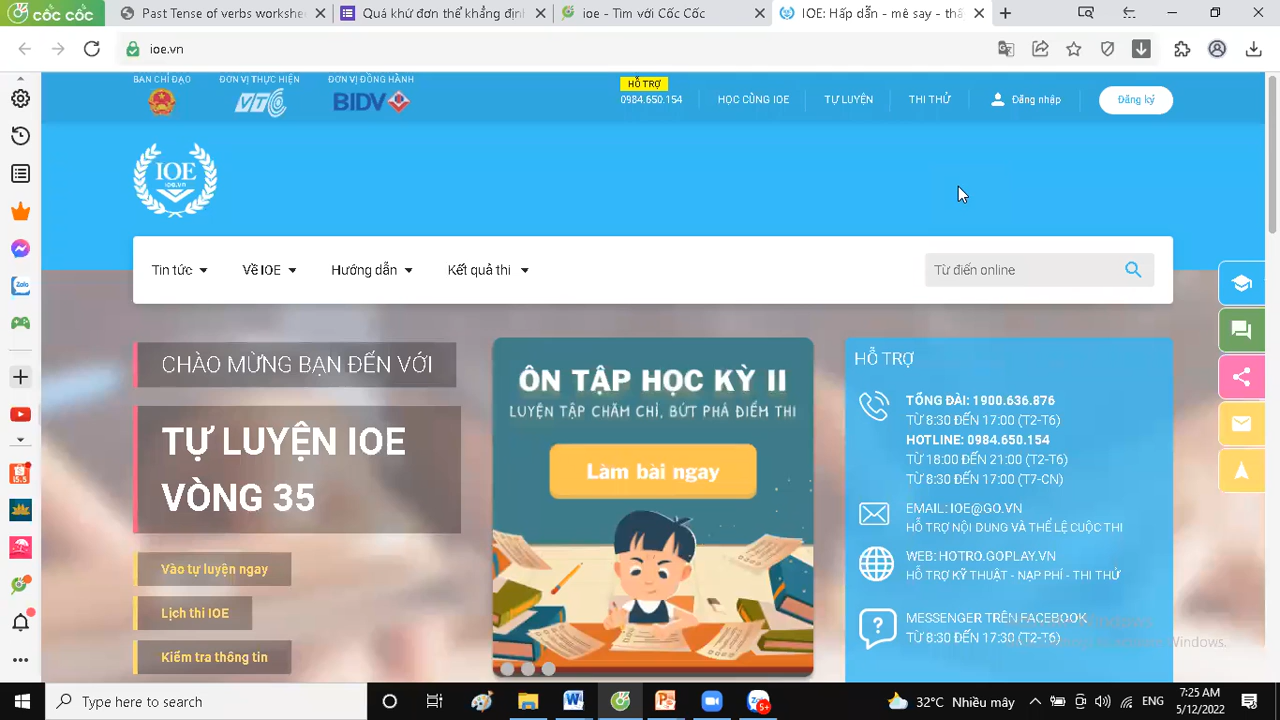 cốc cốc
Past Tense of verbs workshe
Quá khứ đơn thể khẳng địn
ioe - Tìm với Cốc Cốc
IOE: Hấp dẫn - mê say - thâ
ioe.vn
BAN CHỈ ĐẠO
ĐƠN VỊ THỰC HIỆN
ĐƠN VỊ ĐỒNG HÀNH
VTC
BIDV
HỖ TRỢ
0984.650.154
HỌC CÙNG IOE
TỰ LUYỆN
THI THỬ
Đăng nhập
Đăng ký
IOE
ioe.vn
Tin tức
Về IOE
Hướng dẫn
Kết quả thi
Từ điển online
Zalo
15.5
CHÀO MỪNG BẠN ĐẾN VỚI
TỰ LUYỆN IOE
VÒNG 35
Vào tự luyện ngay
Lịch thi IOE
Kiểm tra thông tin
ÔN TẬP HỌC KỲ II
LUYỆN TẬP CHĂM CHỈ, BỨT PHÁ ĐIỂM THI
Làm bài ngay
HỖ TRỢ
TỔNG ĐÀI: 1900.636.876
TỪ 8:30 ĐẾN 17:00 (T2-T6)
HOTLINE: 0984.650.154
TỪ 18:00 ĐẾN 21:00 (T2-T6)
TỪ 8:30 ĐẾN 17:00 (T7-CN)
EMAIL: IOE@GO.VN
HỖ TRỢ NỘI DUNG VÀ THỂ LỆ CUỘC THI
WEB: HOTRO.GOPLAY.VN
HỖ TRỢ KỸ THUẬT - NẠP PHÍ - THI THỬ
MESSENGER TRÊN FACEBOOK
TỪ 8:30 ĐẾN 17:30 (T2-T6)
Windows.
Type here to search
5+
32°C Nhiều mây
ENG
7:25 AM
5/12/2022